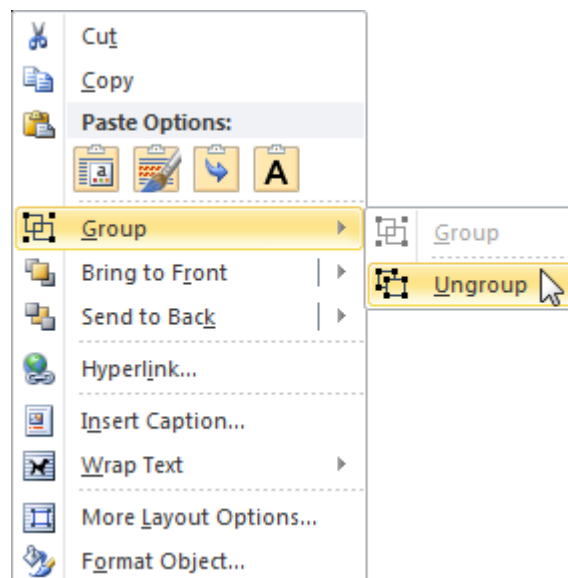 Cut
Copy
Paste Options:
a
A
Group
Group
Bring to Front
Ungroup
Send to Back
Hyperlink...
Insert Caption...
Wrap Text
More Layout Options...
Format Object...